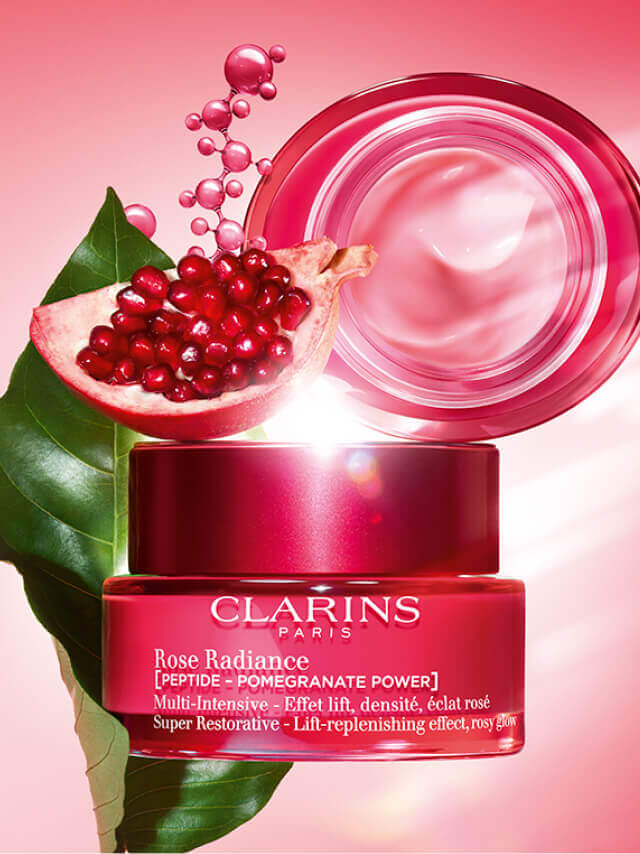 CLARINS
PARIS
Rose Radiance
[PEPTIDE – POMEGRANATE POWER]
Multi-Intensive - Effet lift, densité, éclat rosé
Super Restorative - Lift-replenishing effect, rosy glow